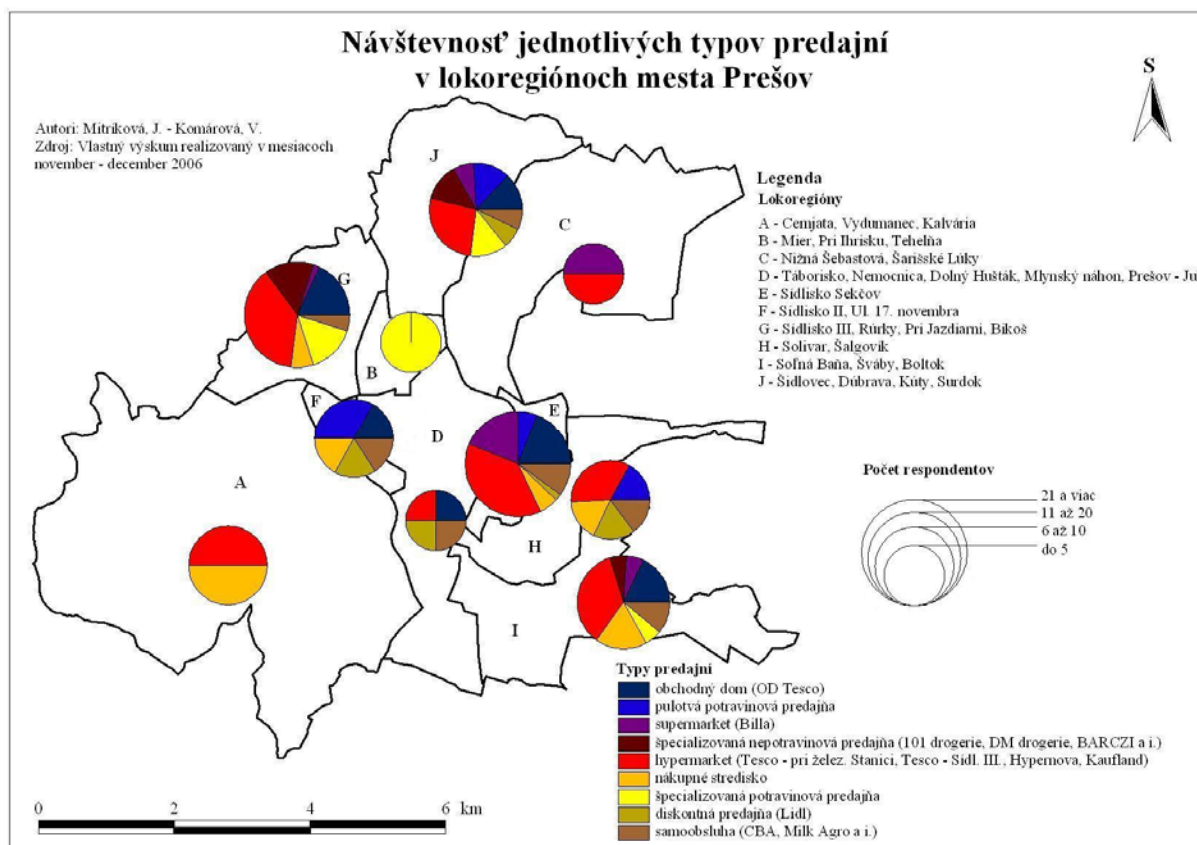 Návštevnosť jednotlivých typov predajní
v lokoregiónoch mesta Prešov
S
Autori: Mitríková, J. - Komárová, V.
Zdroj: Vlastný výskum realizovaný v mesiacoch
november - december 2006
J
C
G
B
F
E
D
A
H
I
Legenda
Lokoregióny
A - Cemjata, Vydumanec, Kalvária
B - Mier, Pri Ihrisku, Tehelňa
C - Nižná Šebastová, Šarišské Lúky
D - Táborisko, Nemocnica, Dolný Hušták, Mlynský náhon, Prešov - Ju
E - Sídlisko Sekčov
F - Sídlisko II, Ul. 17. novembra
G - Sídlisko III, Rúrky, Pri Jazdiarni, Bikoš
H - Solivar, Šalgovík
I - Soľná Baňa, Šváby, Boltok
J - Šidlovec, Dúbrava, Kúty, Surdok
Počet respondentov
21 a viac
11 až 20
6 až 10
do 5
Typy predajní
obchodný dom (OD Tesco)
pulotvá potravinová predajňa
supermarket (Billa)
špecializovaná nepotravinová predajňa (101 drogerie, DM drogerie, BARCZI a i.)
hypermarket (Tesco - pri želez. Stanici, Tesco - Sídl. III., Hypernova, Kaufland)
nákupné stredisko
špecializovaná potravinová predajňa
diskontná predajňa (Lidl)
samoobsluha (CBA, Milk Agro a i.)
0 2 4 6 km